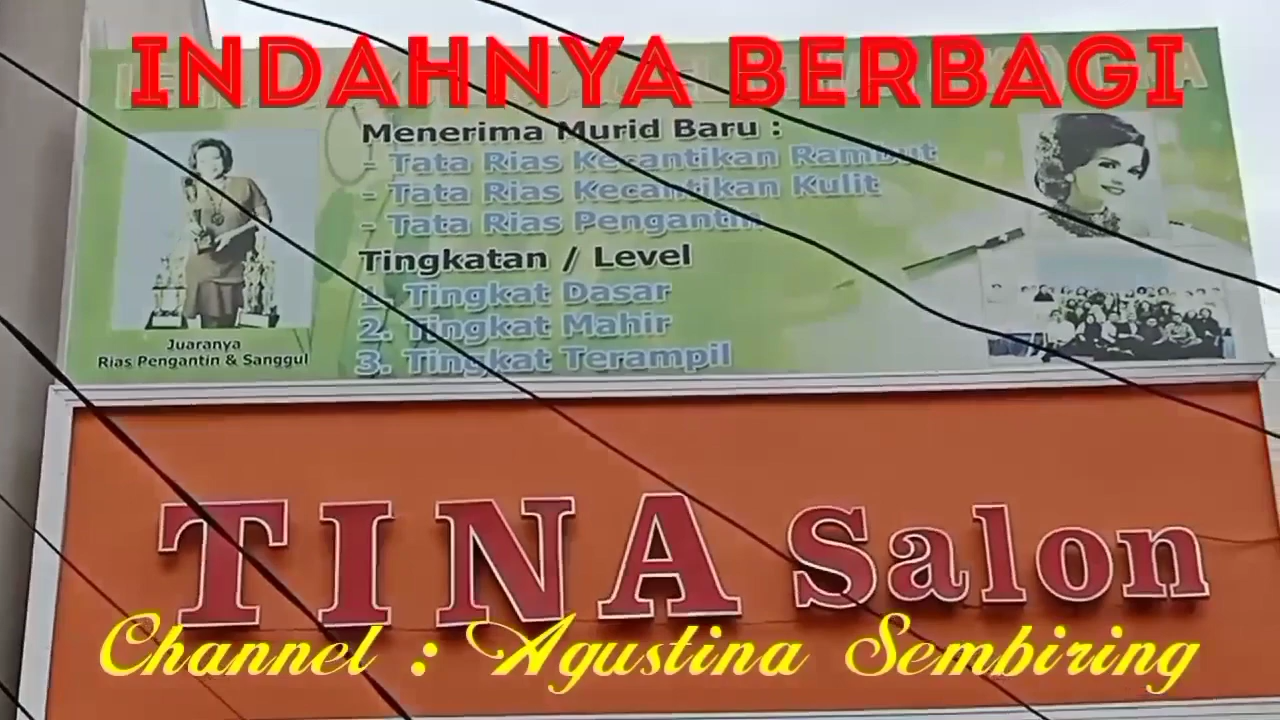 INDAHNYA BERBAGI
Menerima Murid Baru :
- Tata Rias Kecantikan Rambut
- Tata Rias Kecantikan Kulit
- Tata Rias Pengantin
Tingkatan / Level
1. Tingkat Dasar
2. Tingkat Mahir
3. Tingkat Terampil
Juaranya
Rias Pengantin & Sanggul
TINA Salon
Channel : Agustina Sembiring